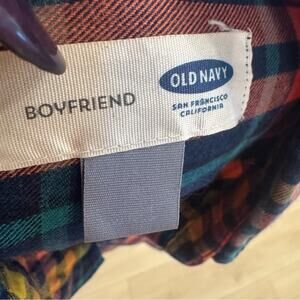 BOYFRIEND
OLD NAVY
SAN FRANCISCO
CALIFORNIA